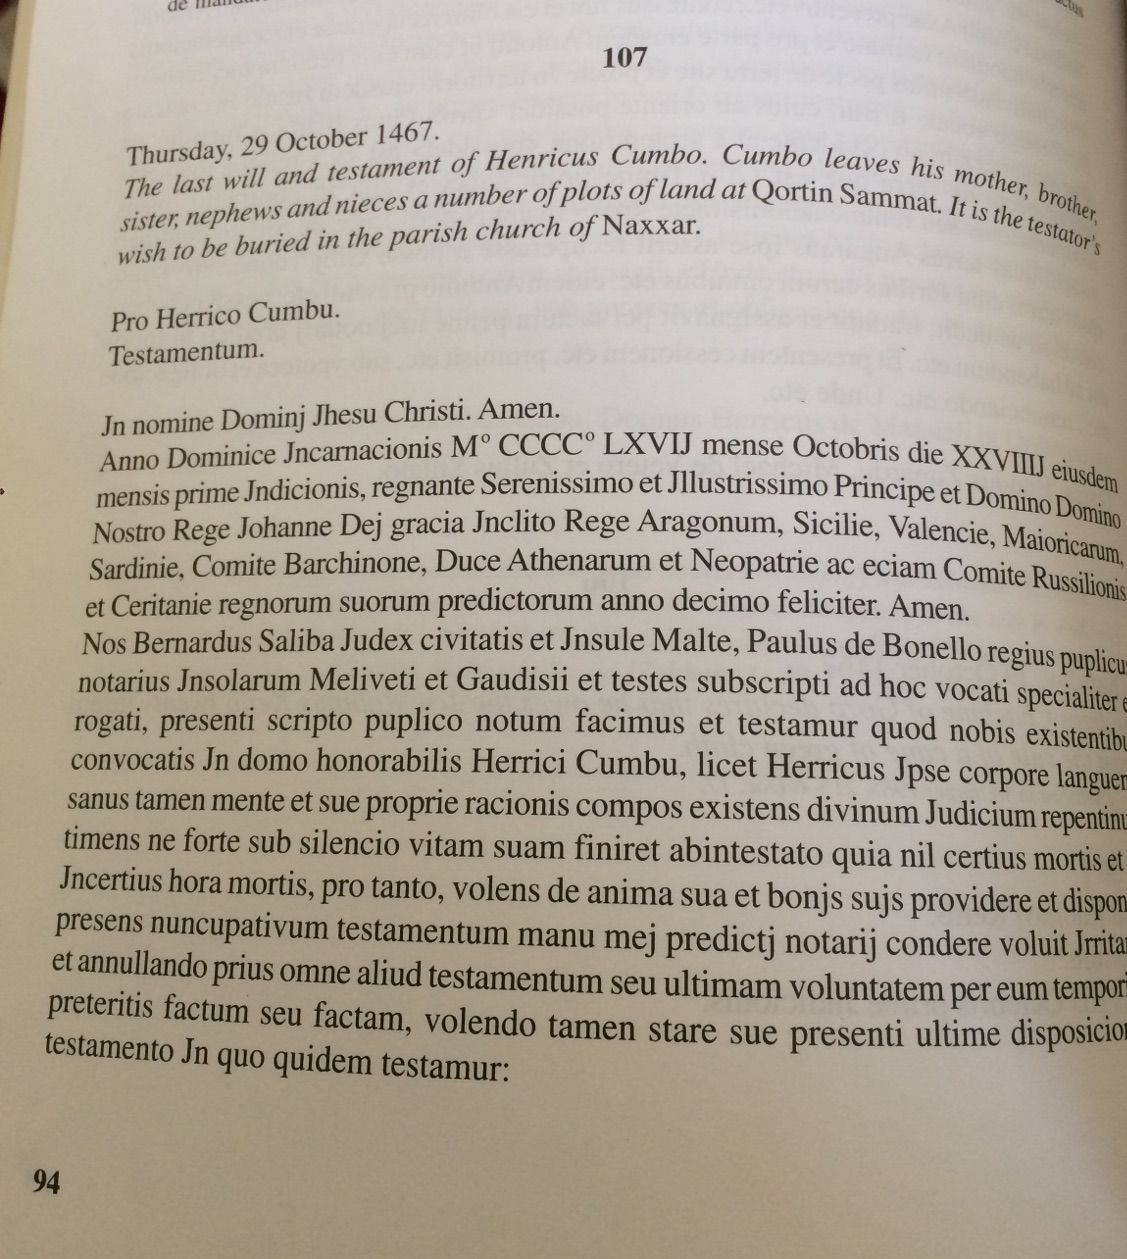 107
Thursday, 29 October 1467.
The last will and testament of Henricus Cumbo. Cumbo leaves his mother, brother,
sister, nephews and nieces a number of plots of land at Qortin Sammat. It is the testator's
wish to be buried in the parish church of Naxxar.
Pro Herrico Cumbu.
Testamentum.
Jn nomine Dominj Jhesu Christi. Amen.
Anno Dominice Jncarnacionis Mº CCCCº LXVIJ mense Octobris die XXVIIIJ eiusdem
mensis prime Jndicionis, regnante Serenissimo et Jllustrissimo Principe et Domino Domino
Nostro Rege Johanne Dej gracia Jnclito Rege Aragonum, Sicilie, Valencie, Maioricarum,
Sardinie, Comite Barchinone, Duce Athenarum et Neopatrie ac eciam Comite Russilionis
et Ceritanie regnorum suorum predictorum anno decimo feliciter. Amen.
Nos Bernardus Saliba Judex civitatis et Jnsule Malte, Paulus de Bonello regius puplicu
notarius Jnsolarum Meliveti et Gaudisii et testes subscripti ad hoc vocati specialiter e
rogati, presenti scripto puplico notum facimus et testamur quod nobis existentibu
convocatis Jn domo honorabilis Herrici Cumbu, licet Herricus Jpse corpore languen
sanus tamen mente et sue proprie racionis compos existens divinum Judicium repentinu
timens ne forte sub silencio vitam suam finiret abintestato quia nil certius mortis et
Jncertius hora mortis, pro tanto, volens de anima sua et bonjs sujs providere et dispon
presens nuncupativum testamentum manu mej predictj notarij condere voluit Jrrita
et annullando prius omne aliud testamentum seu ultimam voluntatem per eum tempor
preteritis factum seu factam, volendo tamen stare sue presenti ultime disposicio
testamento Jn quo quidem testamur:
94